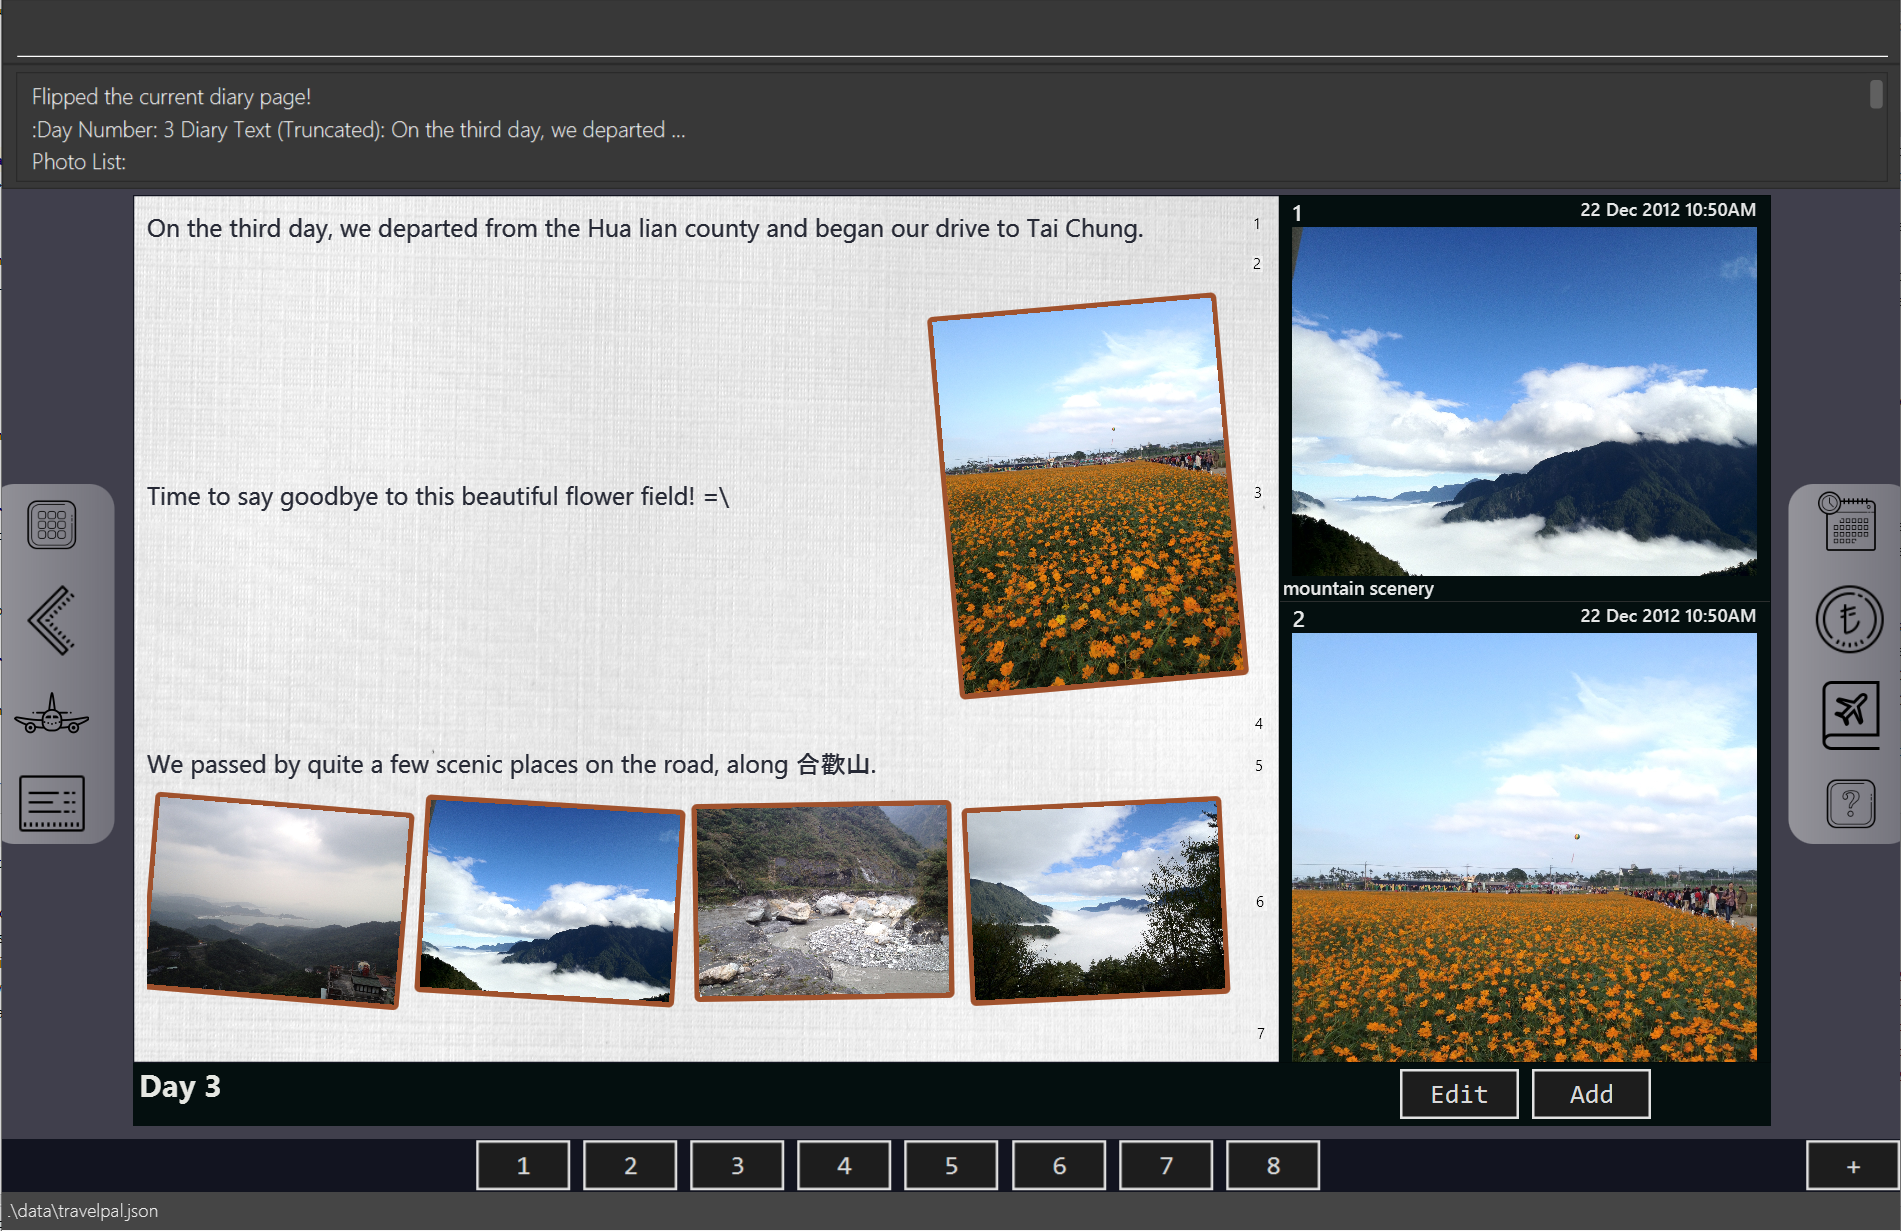 Flipped the current diary page!
:Day Number: 3 Diary Text (Truncated): On the third day, we departed ...
Photo List:
On the third day, we departed from the Hua lian county and began our drive to Tai Chung.
1
2
Time to say goodbye to this beautiful flower field! =\
3
4
We passed by quite a few scenic places on the road, along 合歡山.
5
6
7
1
22 Dec 2012 10:50AM
mountain scenery
2
22 Dec 2012 10:50AM
Day 3
Edit
Add
1
2
3
4
5
6
7
8
+
.\data\travelpal.json